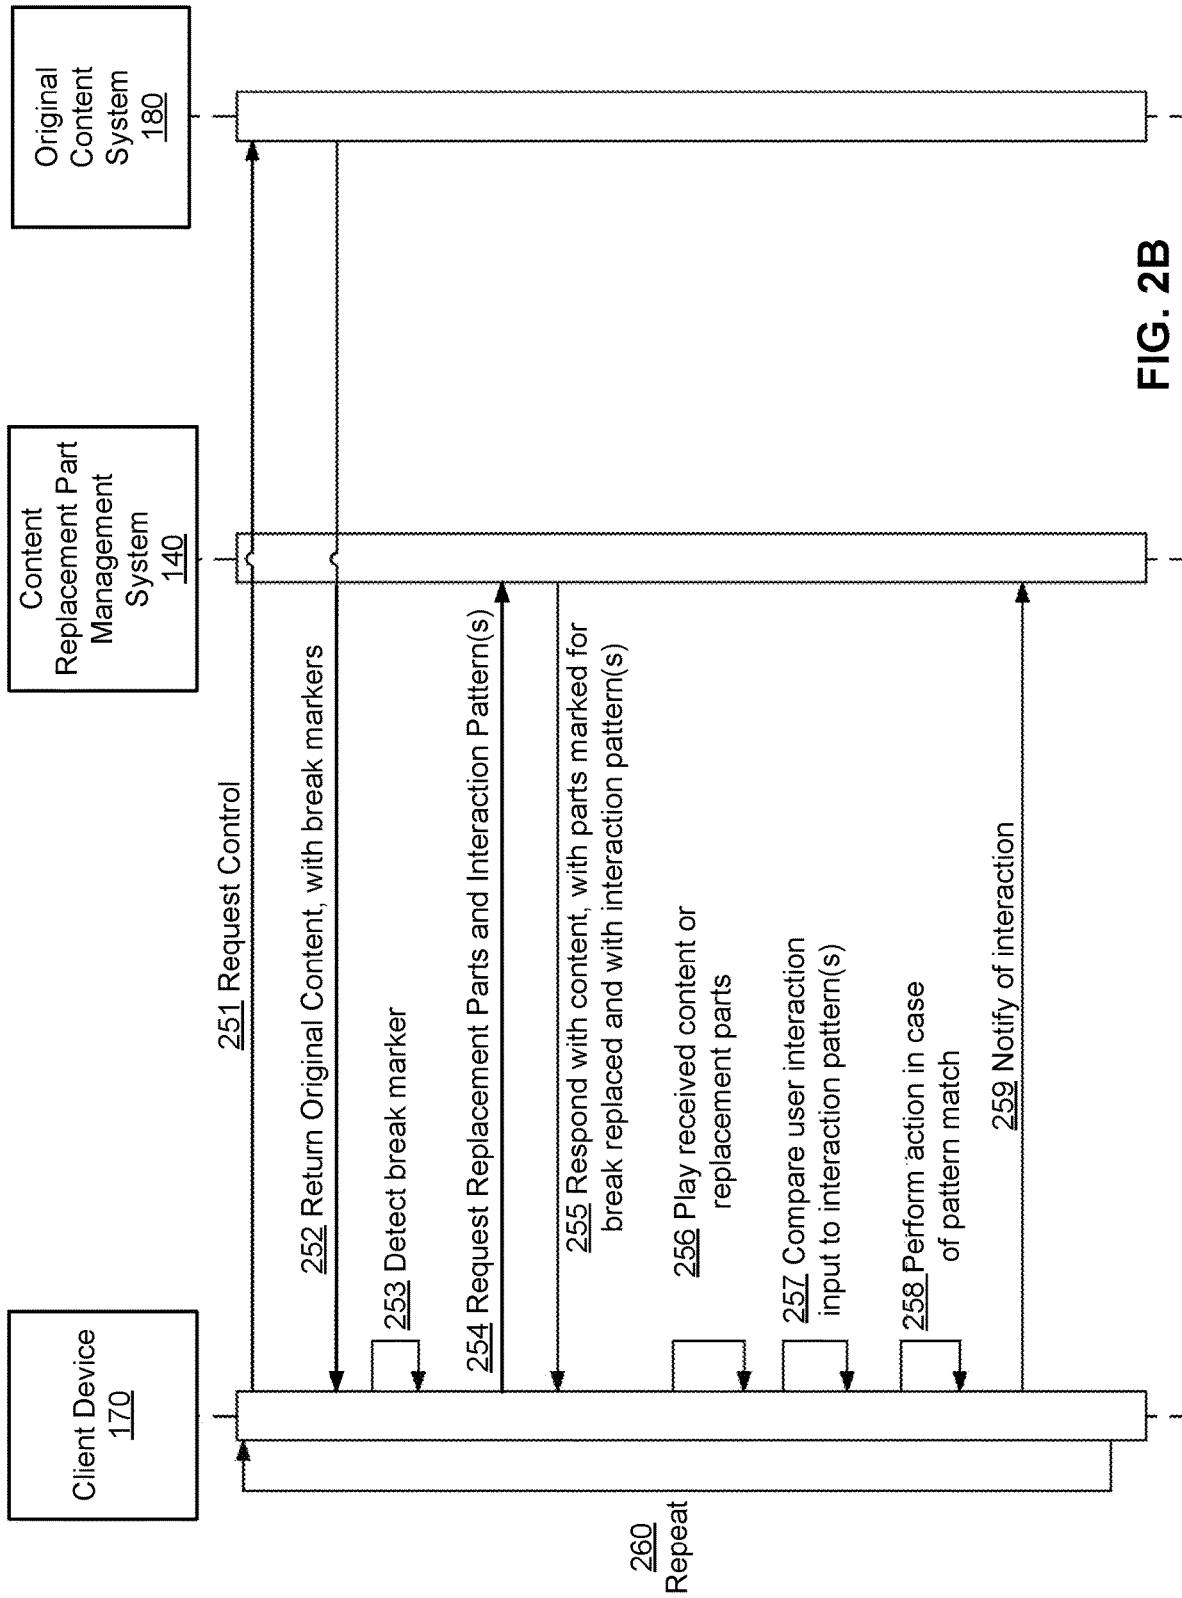 Client Device
170
Content
Replacement Part
Management
System
140
Original
Content
System
180
251 Request Control
252 Return Original Content, with break markers
253 Detect break marker
254 Request Replacement Parts and Interaction Pattern(s)
255 Respond with content, with parts marked for
break replaced and with interaction pattern(s)
256 Play received content or
replacement parts
257 Compare user interaction
input to interaction pattern(s)
258 Perform action in case
of pattern match
259 Notify of interaction
260
Repeat
FIG. 2B